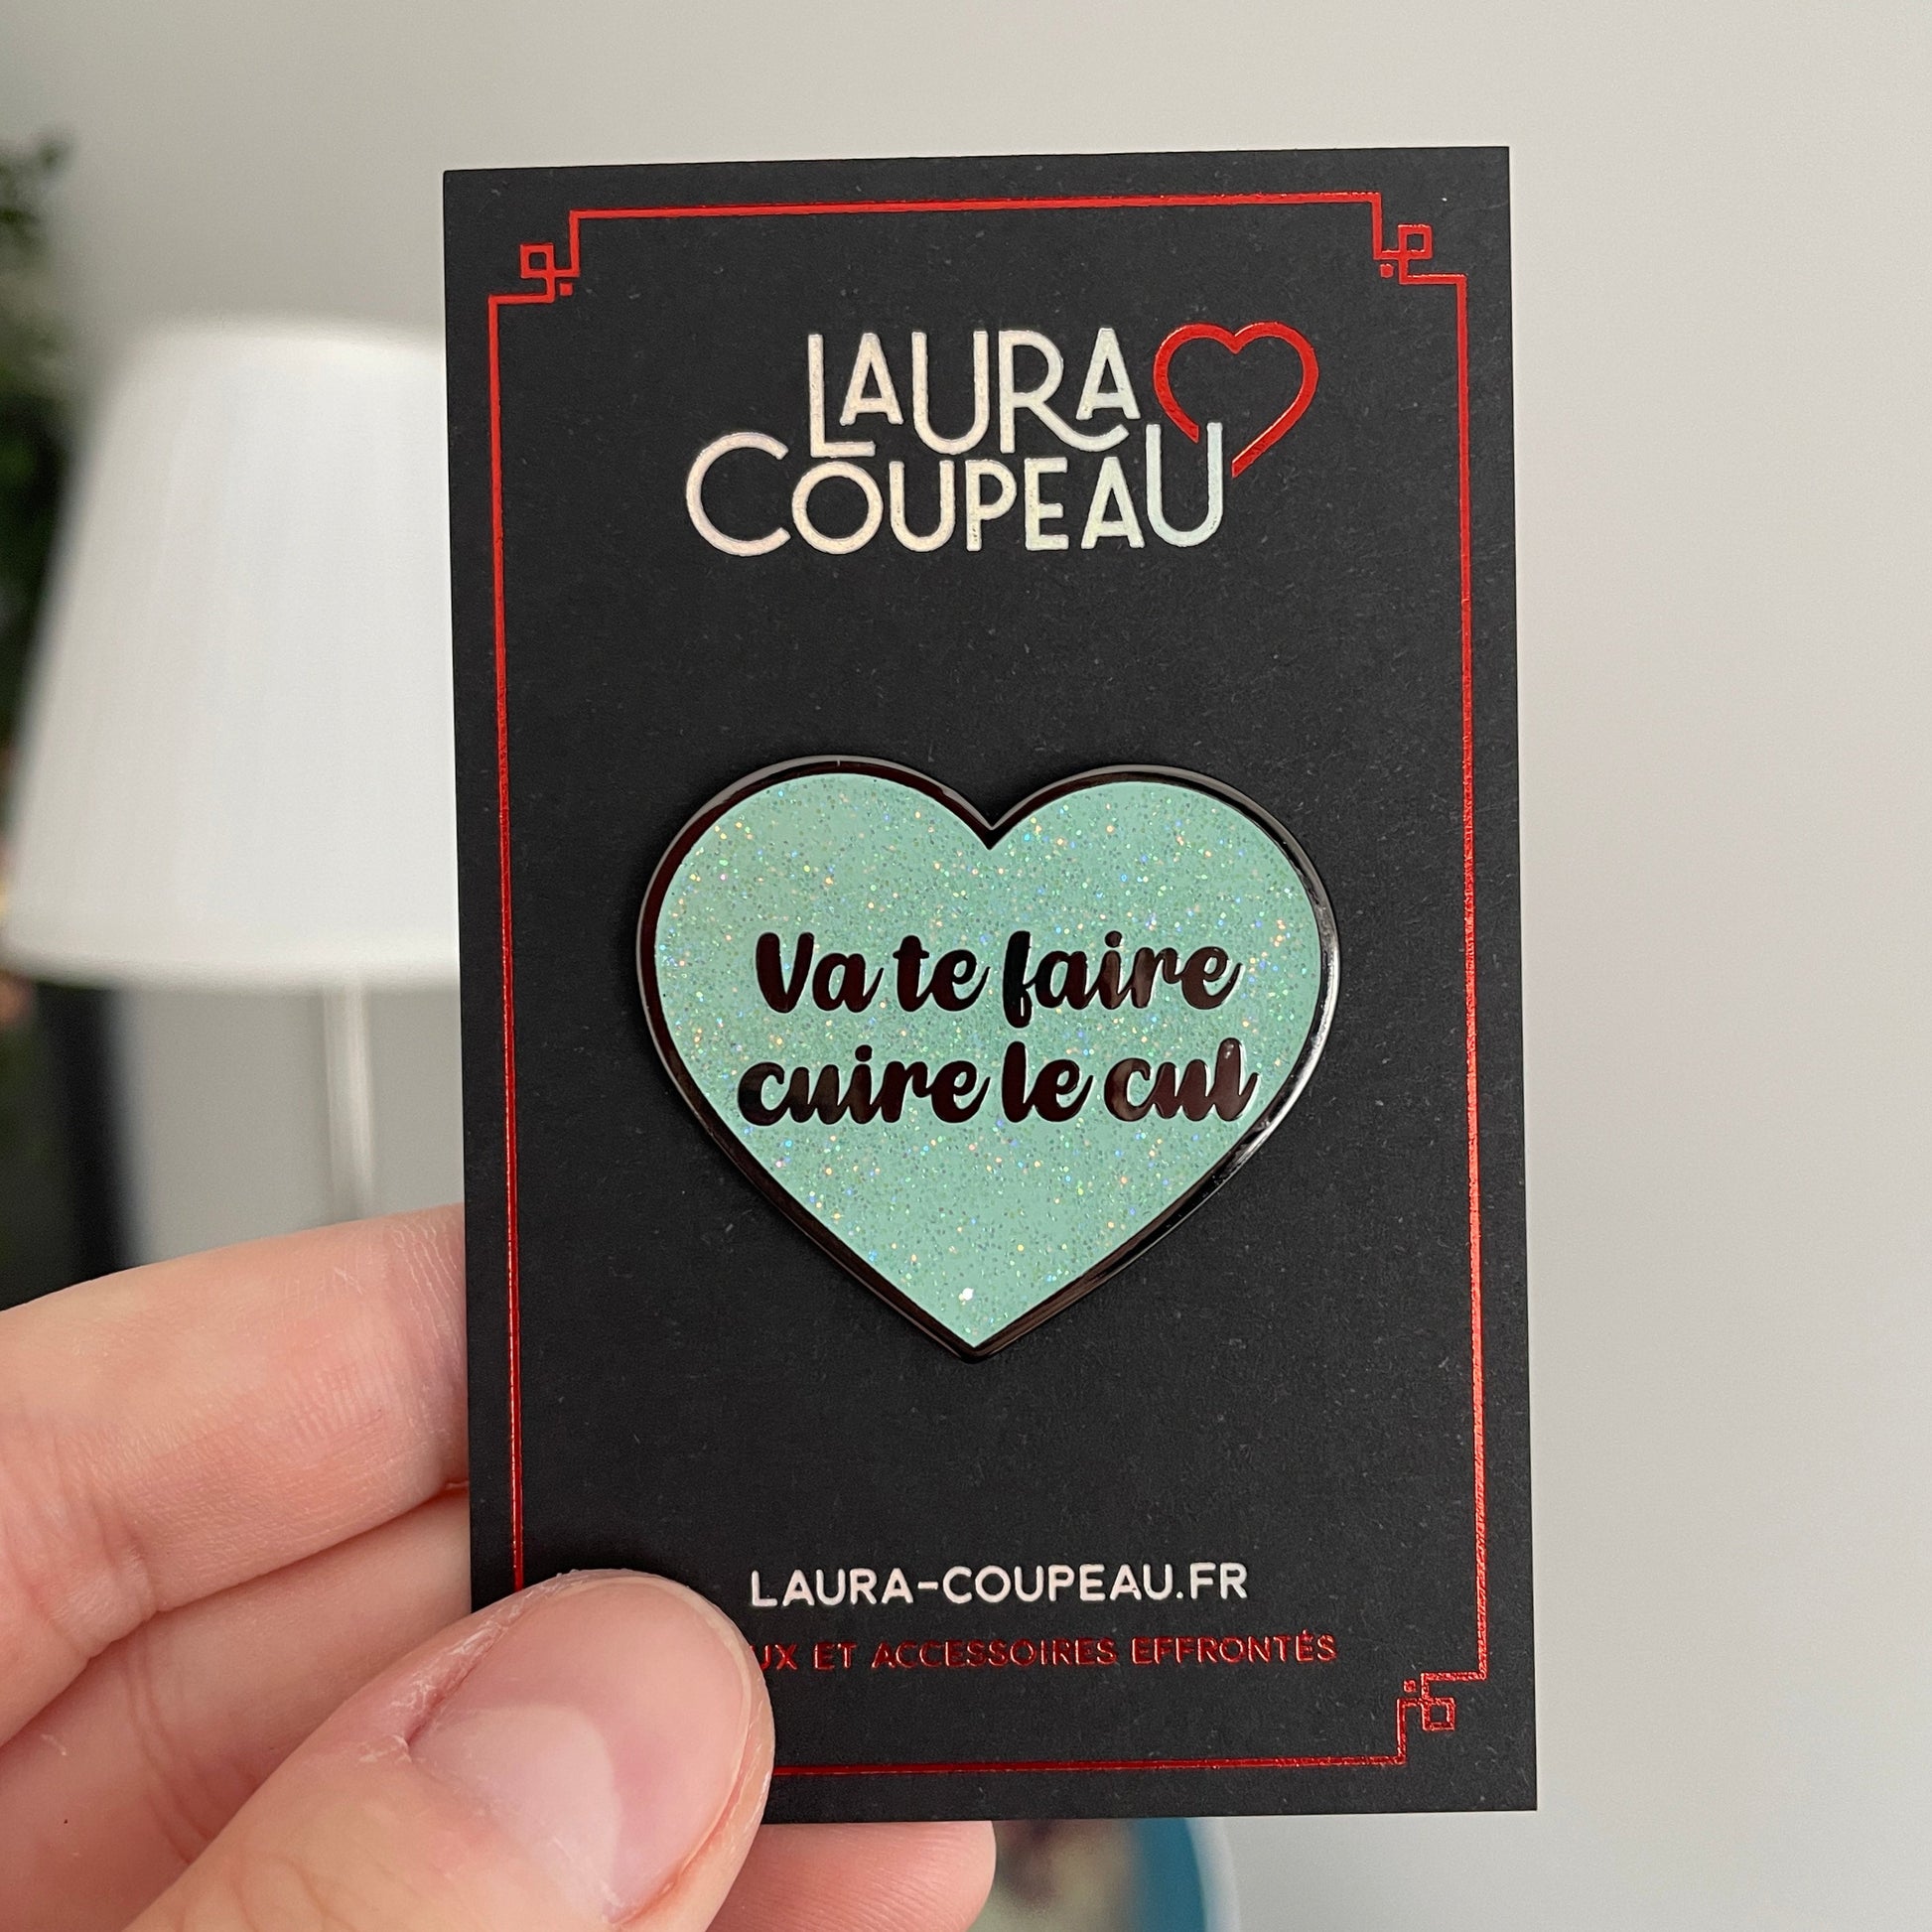 LAURA
COUPEAU
Va te faire
cuire le cul
LAURA-COUPEAU.FR
ET ACCESSOIRES EFFRONTÉS